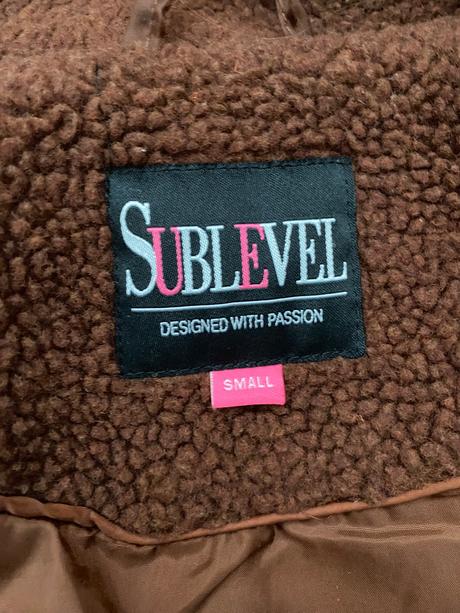 SUBLEVEL
DESIGNED WITH PASSION
SMALL